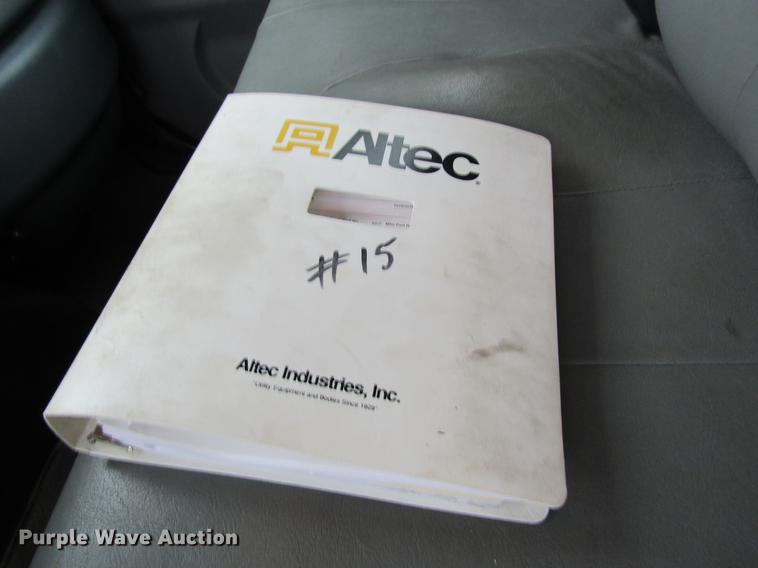 Altec
#15
Altec Industries, Inc.
"Utility Equipment and Bodies Since 1929"
Purple Wave Auction